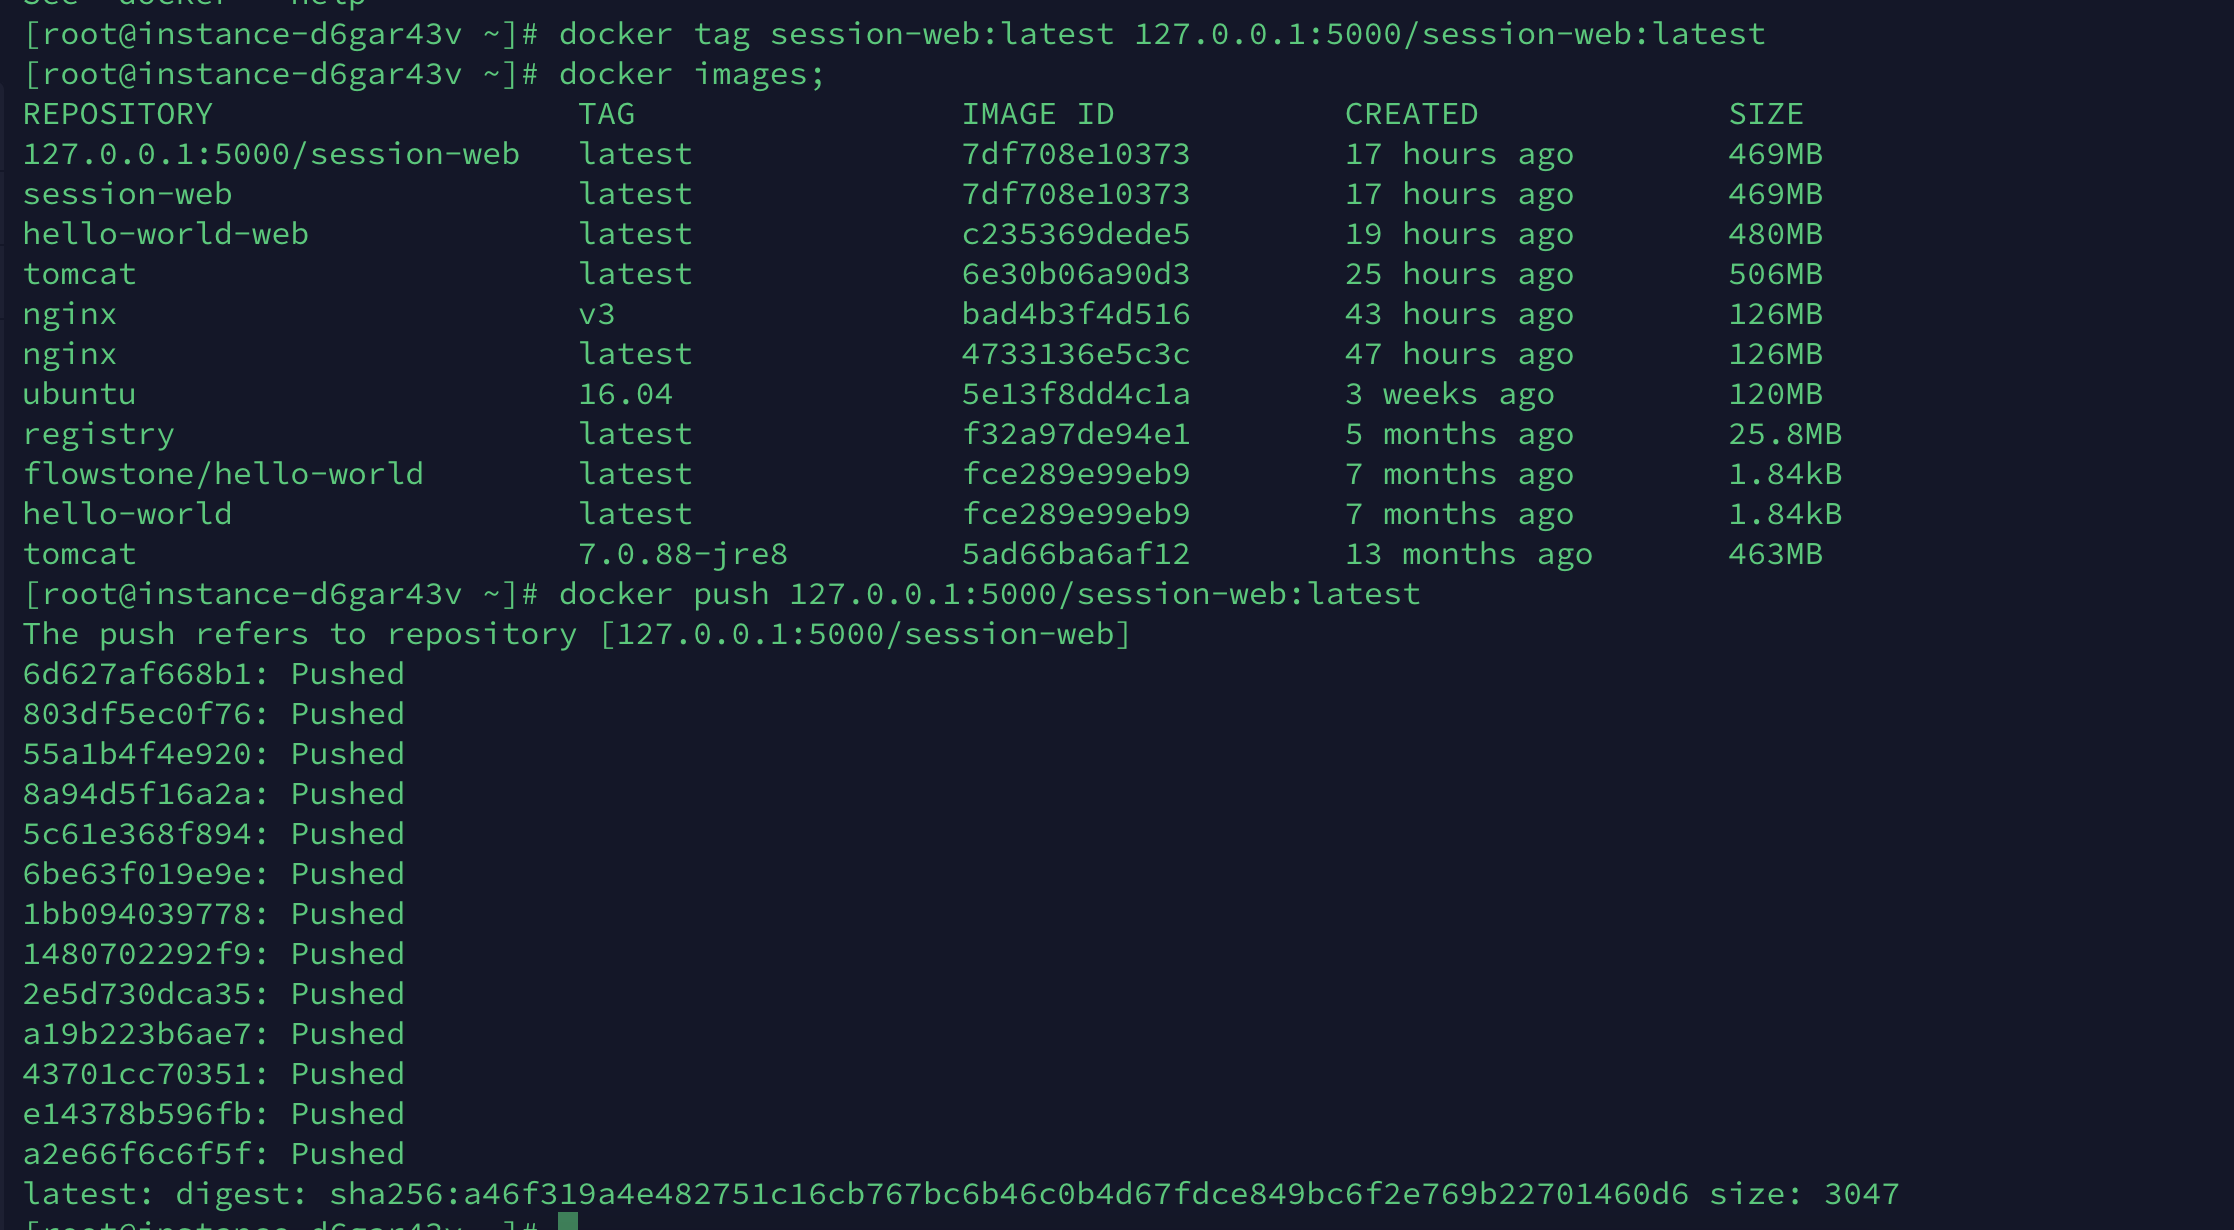 See 'docker --help'
[root@instance-d6gar43v ~]# docker tag session-web:latest 127.0.0.1:5000/session-web:latest
[root@instance-d6gar43v ~]# docker images;
REPOSITORY TAG IMAGE ID CREATED SIZE
127.0.0.1:5000/session-web latest 7df708e10373 17 hours ago 469MB
session-web latest 7df708e10373 17 hours ago 469MB
hello-world-web latest c235369dede5 19 hours ago 480MB
tomcat latest 6e30b06a90d3 25 hours ago 506MB
nginx v3 bad4b3f4d516 43 hours ago 126MB
nginx latest 4733136e5c3c 47 hours ago 126MB
ubuntu 16.04 5e13f8dd4c1a 3 weeks ago 120MB
registry latest f32a97de94e1 5 months ago 25.8MB
flowstone/hello-world latest fce289e99eb9 7 months ago 1.84kB
hello-world latest fce289e99eb9 7 months ago 1.84kB
tomcat 7.0.88-jre8 5ad66ba6af12 13 months ago 463MB
[root@instance-d6gar43v ~]# docker push 127.0.0.1:5000/session-web:latest
The push refers to repository [127.0.0.1:5000/session-web]
6d627af668b1: Pushed
803df5ec0f76: Pushed
55a1b4f4e920: Pushed
8a94d5f16a2a: Pushed
5c61e368f894: Pushed
6be63f019e9e: Pushed
1bb094039778: Pushed
1480702292f9: Pushed
2e5d730dca35: Pushed
a19b223b6ae7: Pushed
43701cc70351: Pushed
e14378b596fb: Pushed
a2e66f6c6f5f: Pushed
latest: digest: sha256:a46f319a4e482751c16cb767bc6b46c0b4d67fdce849bc6f2e769b22701460d6 size: 3047
[root@instance-d6gar43v ~]#